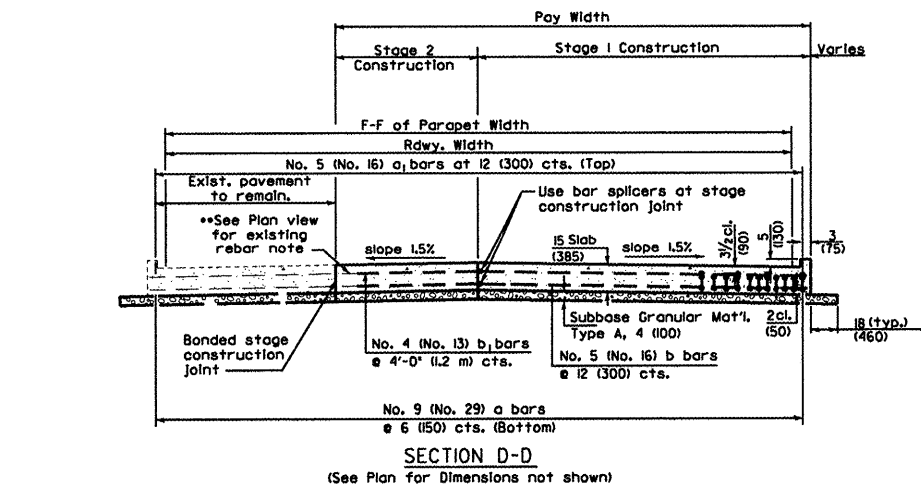 Pay Width
Stage 2
Construction
Stage 1 Construction
Varies
F-F of Parapet Width
Rdwy. Width
No. 5 (No. 16) a₁ bars at 12 (300) cts. (Top)
Exist. pavement
to remain.
**See Plan view
for existing
rebar note
Use bar splicers at stage
construction joint
slope 1.5%
15 Slab
(385)
slope 1.5%
3½ cl.
(90)
5
(130)
3
(75)
Bonded stage
construction
joint
No. 4 (No. 13) b₁ bars
@ 4'-0" (1.2 m) cts.
Subbase Granular Mat'l.
Type A, 4 (100)
No. 5 (No. 16) b bars
@ 12 (300) cts.
2 cl.
(50)
18 (typ.)
(460)
No. 9 (No. 29) a bars
@ 6 (150) cts. (Bottom)
SECTION D-D
(See Plan for Dimensions not shown)